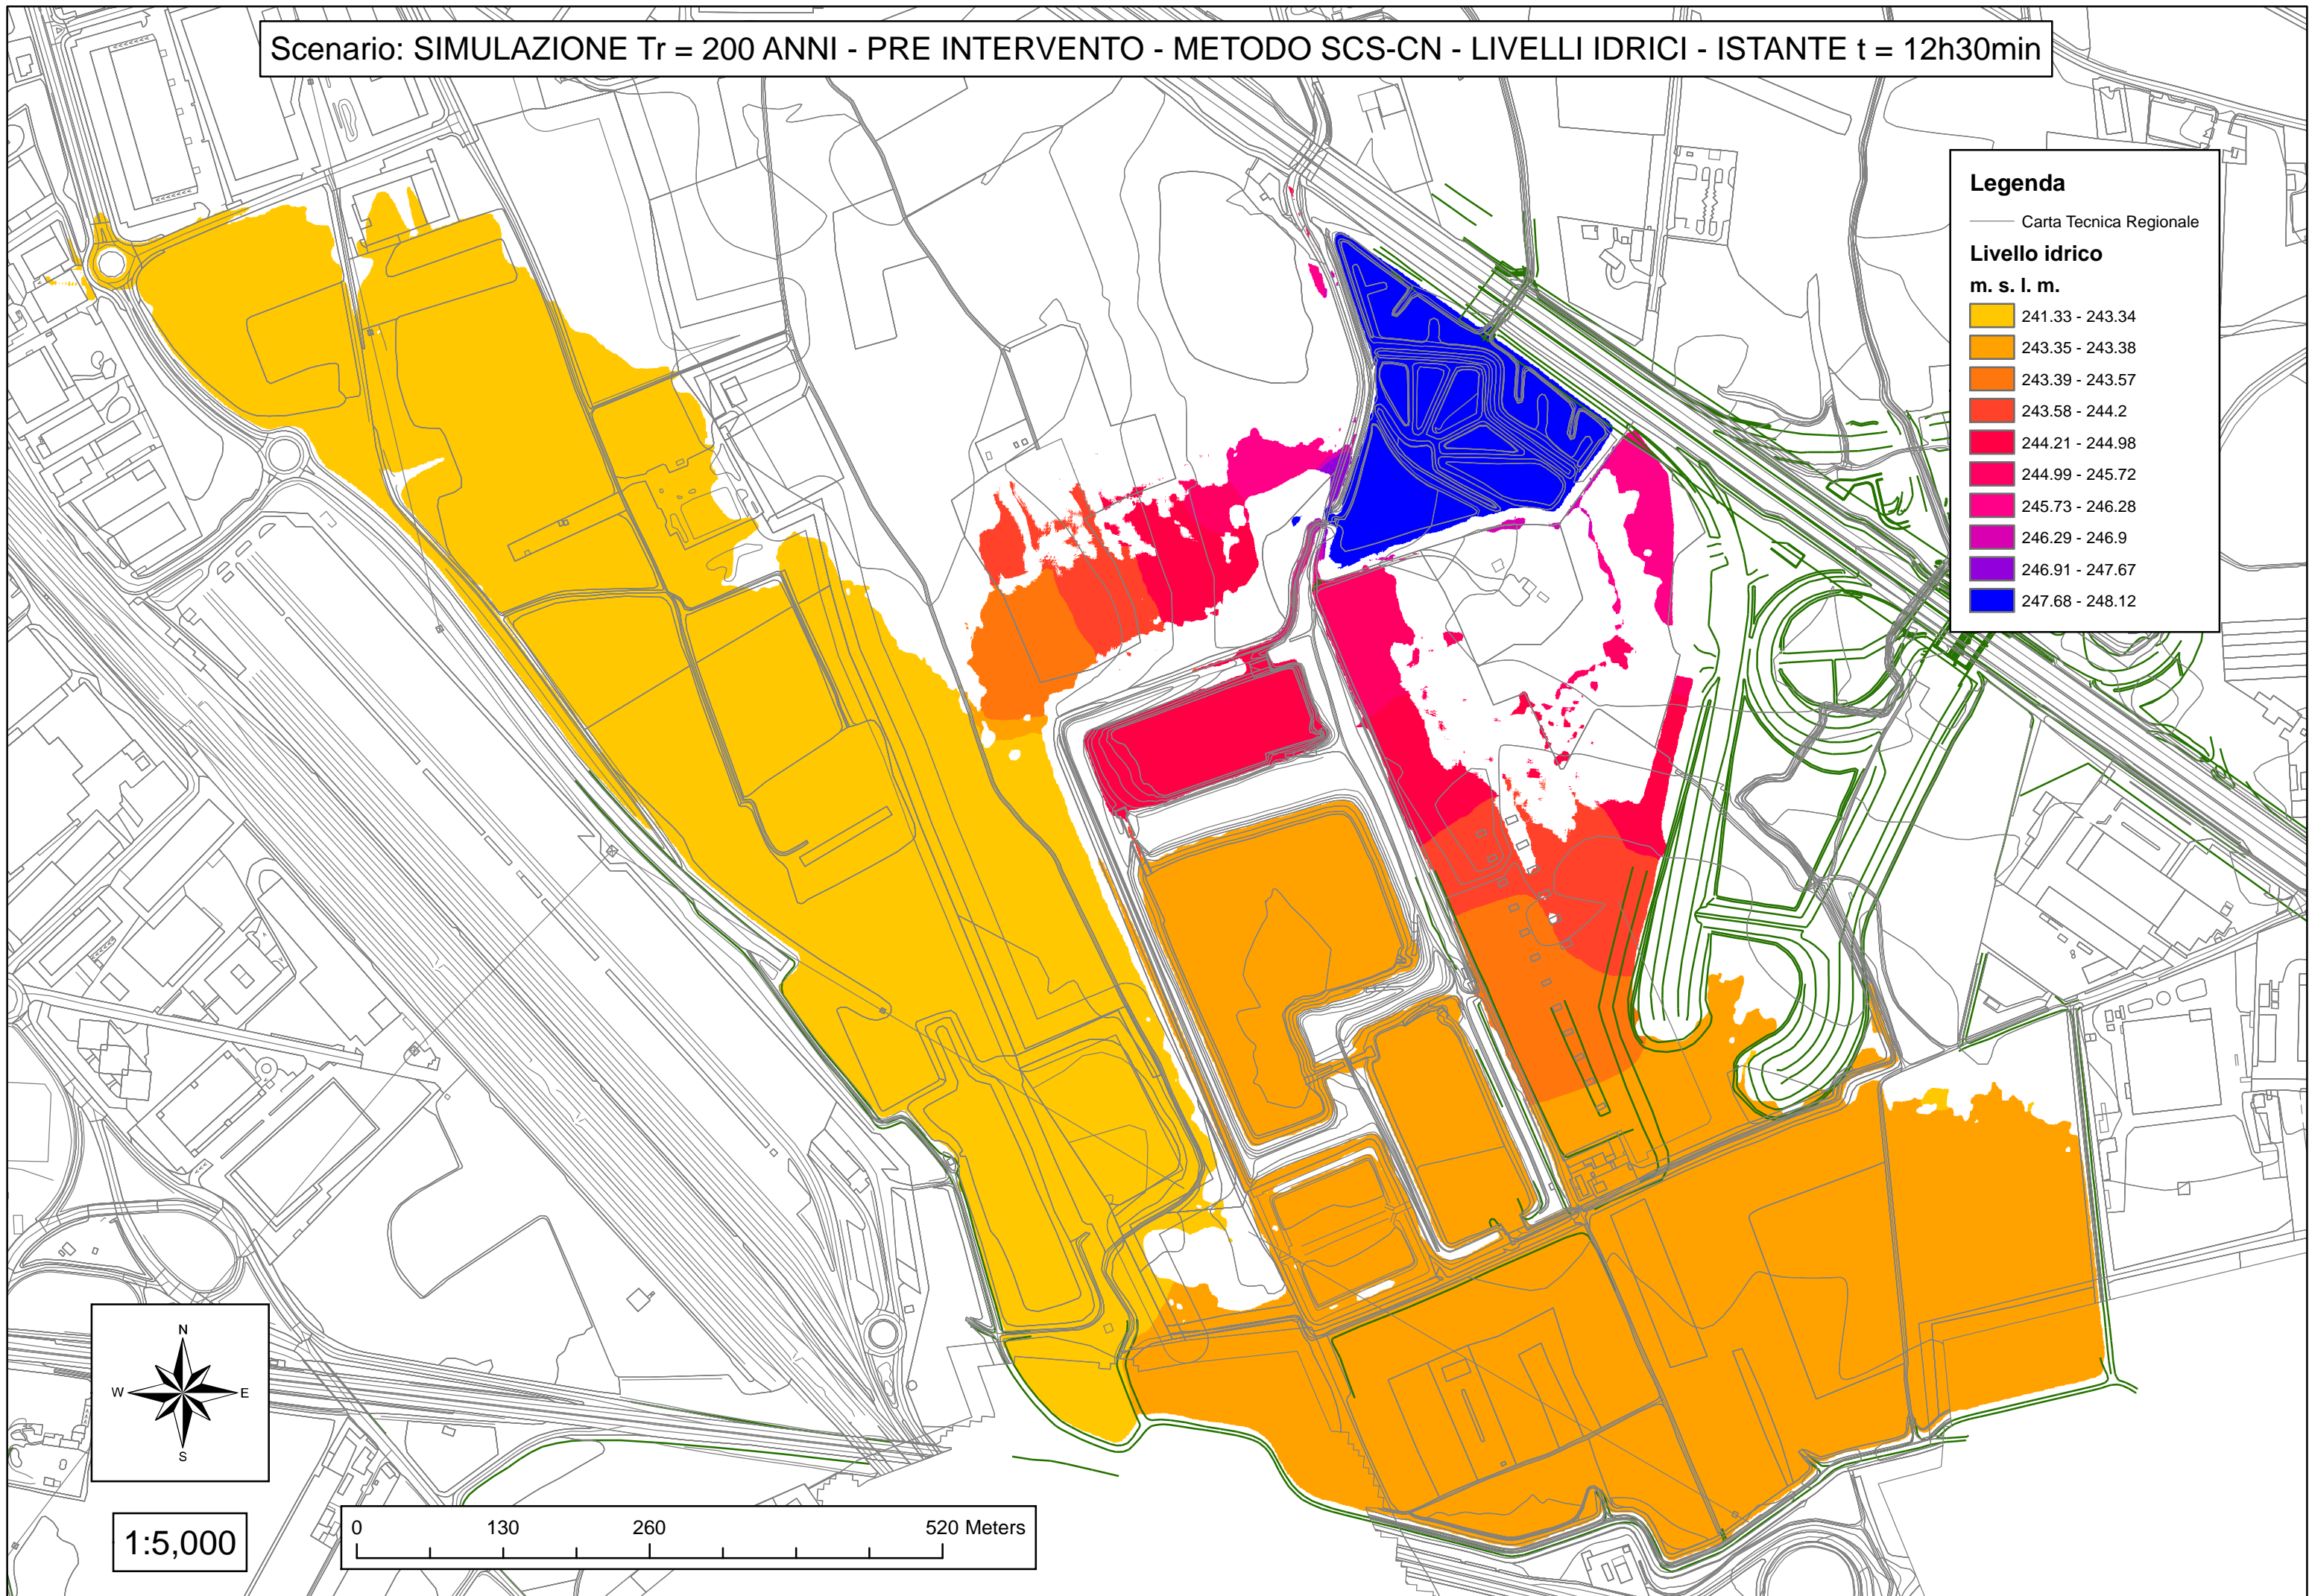 Scenario: SIMULAZIONE Tr = 200 ANNI - PRE INTERVENTO - METODO SCS-CN - LIVELLI IDRICI - ISTANTE t = 12h30min
Legenda
Carta Tecnica Regionale
Livello idrico
m. s. l. m.
241.33 - 243.34
243.35 - 243.38
243.39 - 243.57
243.58 - 244.2
244.21 - 244.98
244.99 - 245.72
245.73 - 246.28
246.29 - 246.9
246.91 - 247.67
247.68 - 248.12
N
W E
S
1:5,000
0 130 260 520 Meters